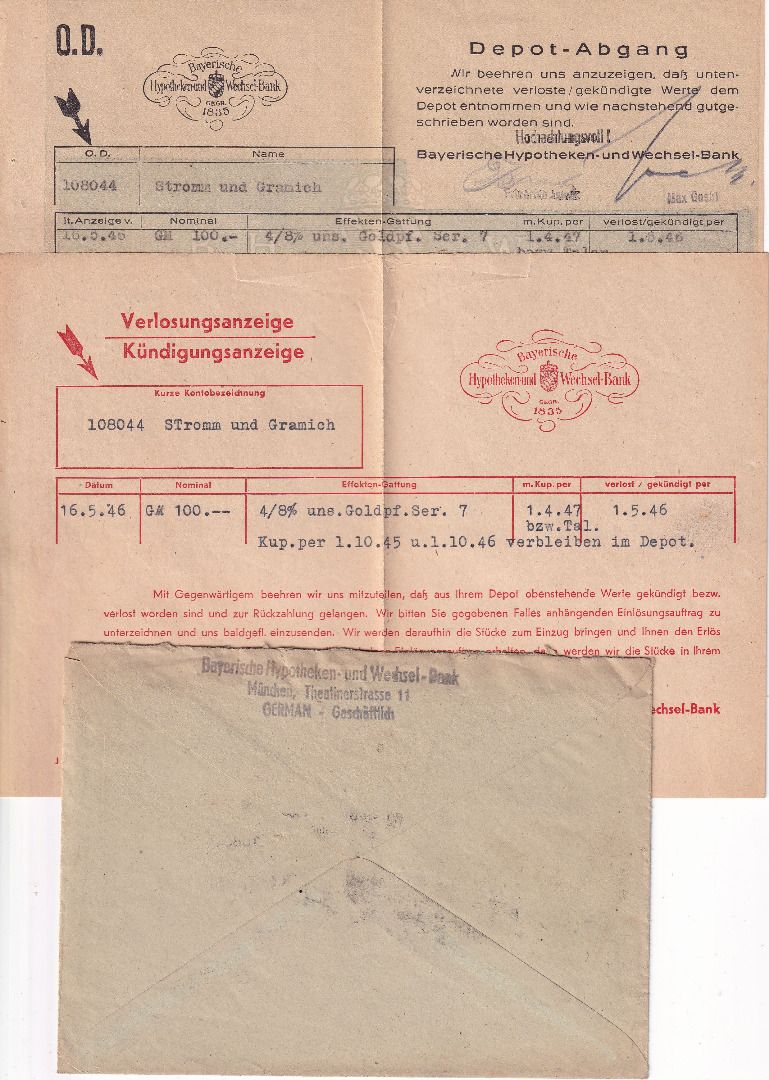 O.D.
Bayerische
Hypotheken- und Wechsel-Bank
GEGR.
1835
Depot-Abgang
Wir beehren uns anzuzeigen, daß unten-
verzeichnete verloste/gekündigte Werte dem
Depot entnommen und wie nachstehend gutge-
schrieben worden sind.
Hochachtungsvoll!
Bayerische Hypotheken- und Wechsel-Bank
O.D. Name
108044 Stromm und Gramich
lt. Anzeige v. Nominal Effekten-Gattung m. Kup. per verlost/gekündigt per
16.5.46 GM 100.- 4/8% uns. Goldpf. Ser. 7 1.4.47 1.5.46
bzw. Talon
Verlosungsanzeige
Kündigungsanzeige
Bayerische
Hypotheken- und Wechsel-Bank
GEGR.
1835
Kurze Kontobezeichnung
108044 STromm und Gramich
Datum Nominal Effekten-Gattung m. Kup. per verlost / gekündigt per
16.5.46 GM 100.-- 4/8% uns.Goldpf.Ser. 7 1.4.47 1.5.46
bzw.Tal.
Kup.per 1.10.45 u.1.10.46 verbleiben im Depot.
Mit Gegenwärtigem beehren wir uns mitzuteilen, daß aus Ihrem Depot obenstehende Werte gekündigt bezw.
verlost worden sind und zur Rückzahlung gelangen. Wir bitten Sie gegebenen Falles anhängenden Einlösungsauftrag zu
unterzeichnen und uns baldgefl. einzusenden. Wir werden daraufhin die Stücke zum Einzug bringen und Ihnen den Erlös
werden wir die Stücke in Ihrem
echsel-Bank
Bayerische Hypotheken- und Wechsel-Bank
München, Theatinerstrasse 11
GERMAN - Geschäftlich